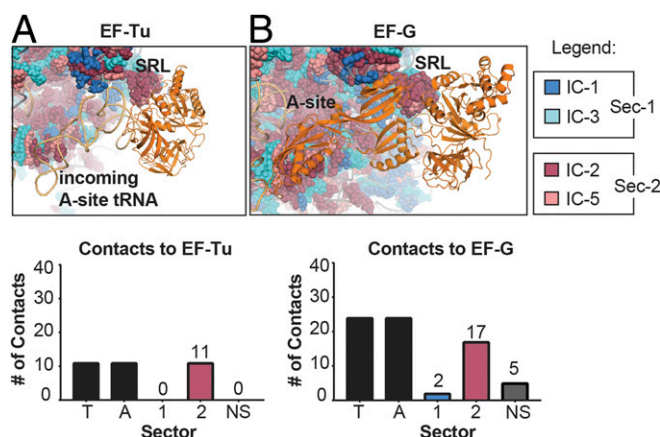 A
EF-Tu
SRL
incoming
A-site tRNA
B
EF-G
SRL
A-site
Legend:
IC-1
IC-3
Sec-1
IC-2
IC-5
Sec-2
Contacts to EF-Tu
# of Contacts
40
30
20
10
0
11
0
0
T A 1 2 NS
Sector
Contacts to EF-G
# of Contacts
40
30
20
10
0
2
17
5
T A 1 2 NS
Sector